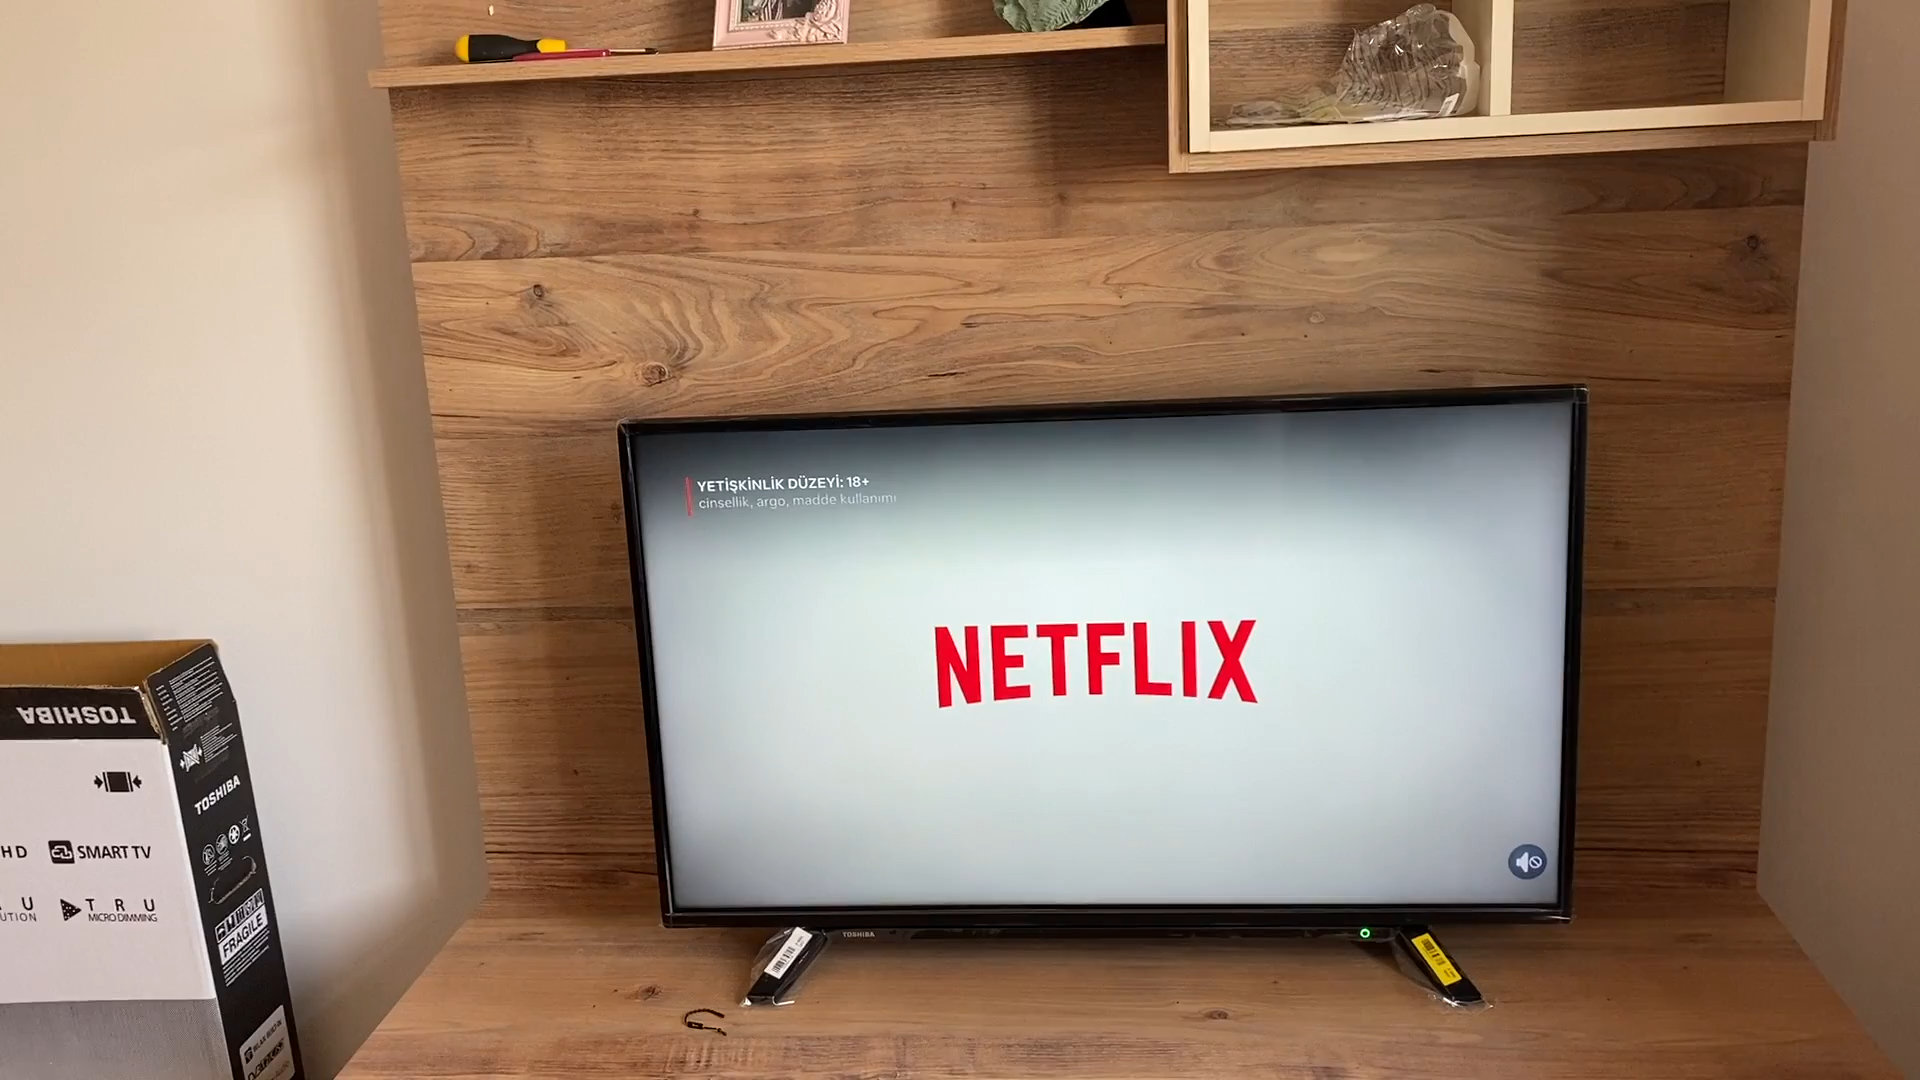 YETİŞKİNLİK DÜZEYİ: 18+
cinsellik, argo, madde kullanımı
NETFLIX
TOSHIBA
TOSHIBA
TOSHIBA
HD
SMART TV
U
UTION
T R U
MICRO DIMMING
FRAGILE